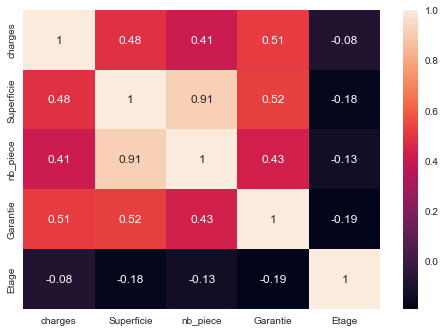 charges 1 0.48 0.41 0.51 -0.08
Superficie 0.48 1 0.91 0.52 -0.18
nb_piece 0.41 0.91 1 0.43 -0.13
Garantie 0.51 0.52 0.43 1 -0.19
Etage -0.08 -0.18 -0.13 -0.19 1
charges Superficie nb_piece Garantie Etage
1.0
0.8
0.6
0.4
0.2
0.0